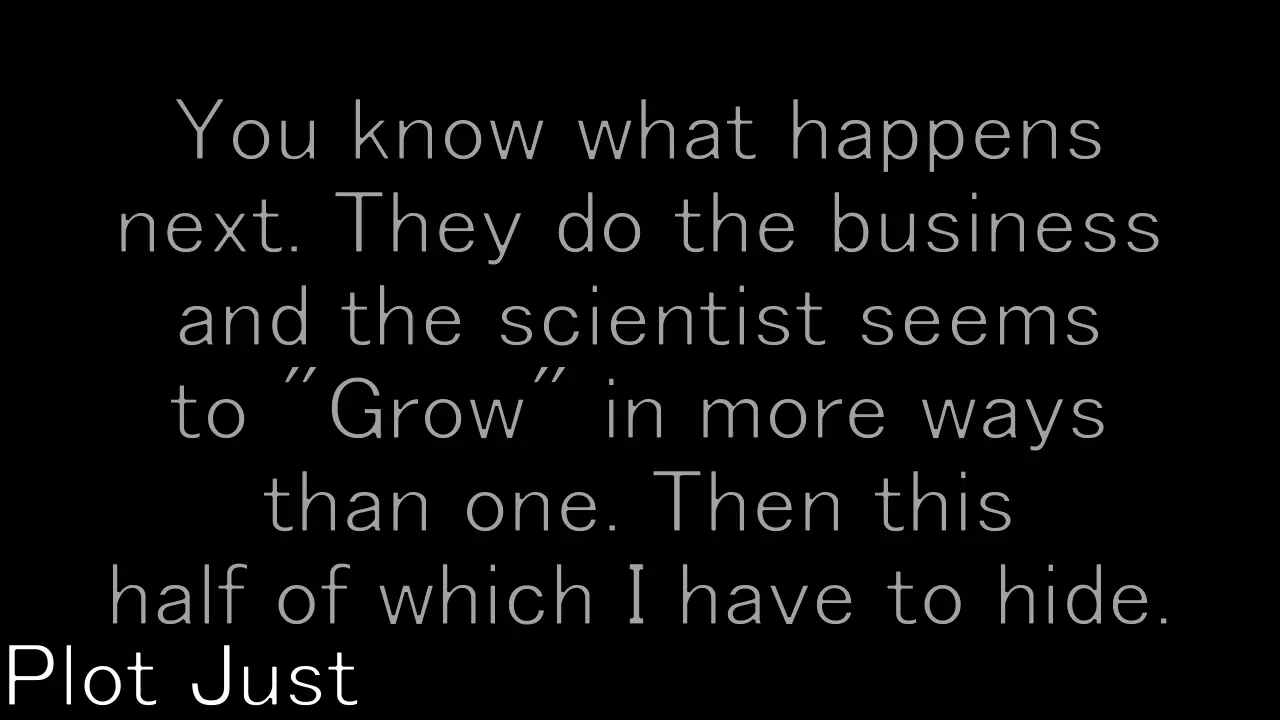 You know what happens
next. They do the business
and the scientist seems
to "Grow" in more ways
than one. Then this
half of which I have to hide.
Plot Just